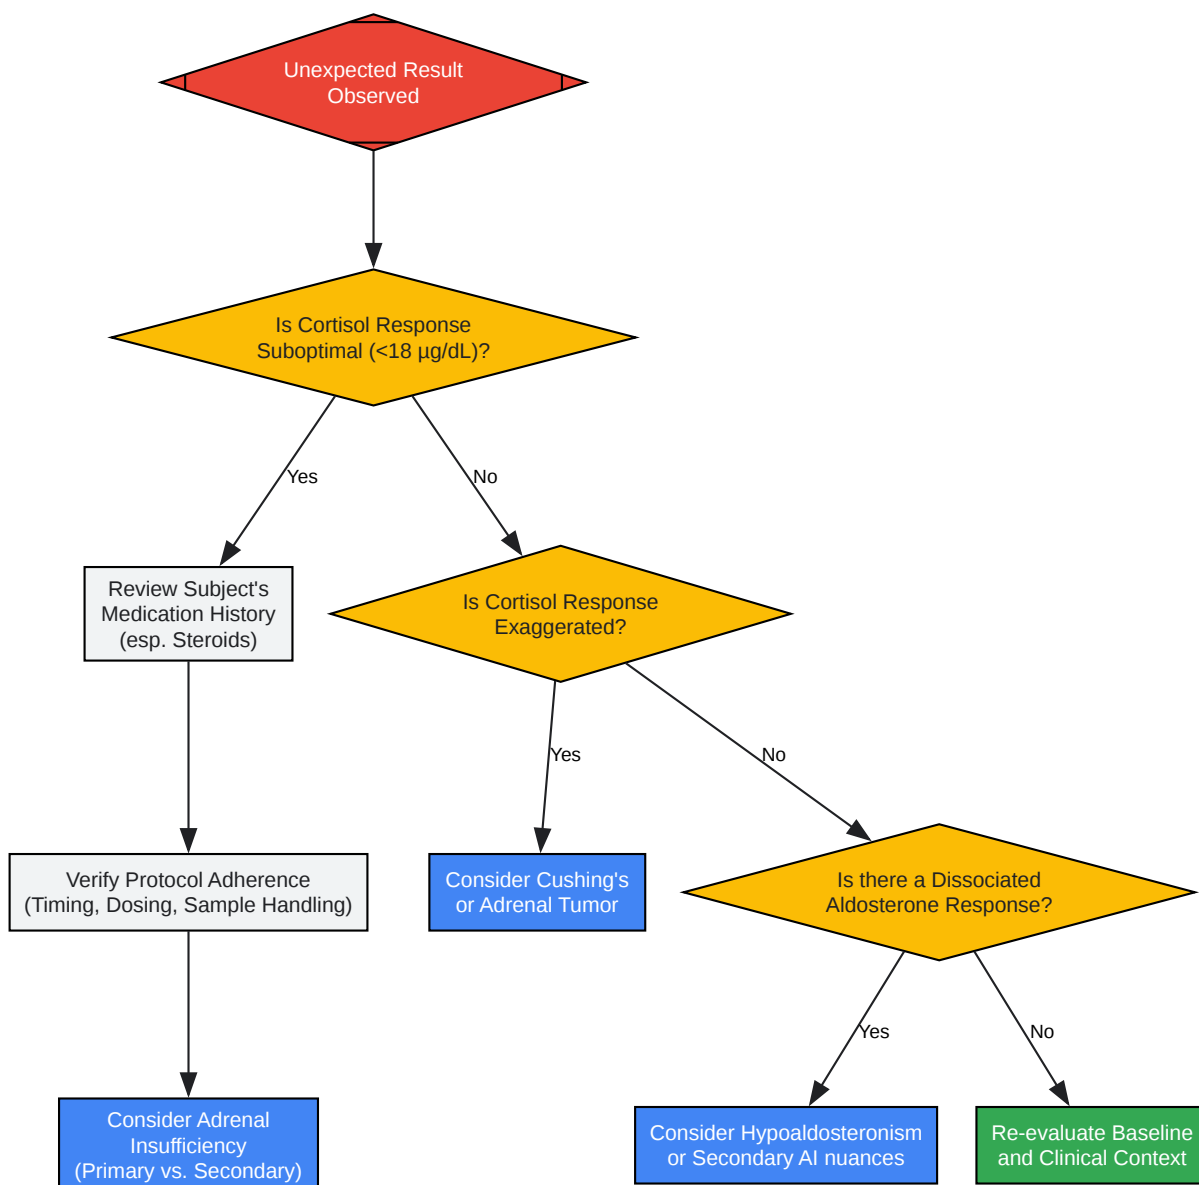 Unexpected Result
Observed
Is Cortisol Response
Suboptimal (<18 µg/dL)?
Yes
No
Review Subject's
Medication History
(esp. Steroids)
Is Cortisol Response
Exaggerated?
Yes
No
Verify Protocol Adherence
(Timing, Dosing, Sample Handling)
Consider Cushing's
or Adrenal Tumor
Is there a Dissociated
Aldosterone Response?
Yes
No
Consider Adrenal
Insufficiency
(Primary vs. Secondary)
Consider Hypoaldosteronism
or Secondary AI nuances
Re-evaluate Baseline
and Clinical Context